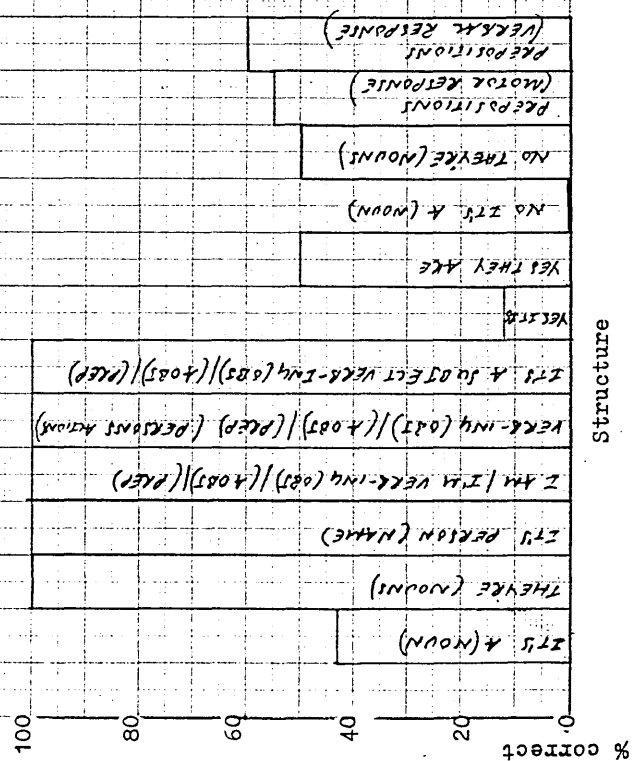 % correct
0
20
40
60
80
100
IT'S A (NOUN)
THEY'RE (NOUNS)
IT'S PERSON (NAME)
I AM / I'M VERB-ING (OBJ)|(A OBJ)|(PREP)
VERB-ING (OBJ)|(A OBJ)|(PREP) (PERSONS ACTION)
IT'S A SUBJECT VERB-ING (OBJ)|(A OBJ)|(PREP)
YES IT IS
YES THEY ARE
NO IT'S A (NOUN)
NO THEY'RE (NOUNS)
PREPOSITIONS
(MOTOR RESPONSE)
PREPOSITIONS
(VERBAL RESPONSE)
Structure